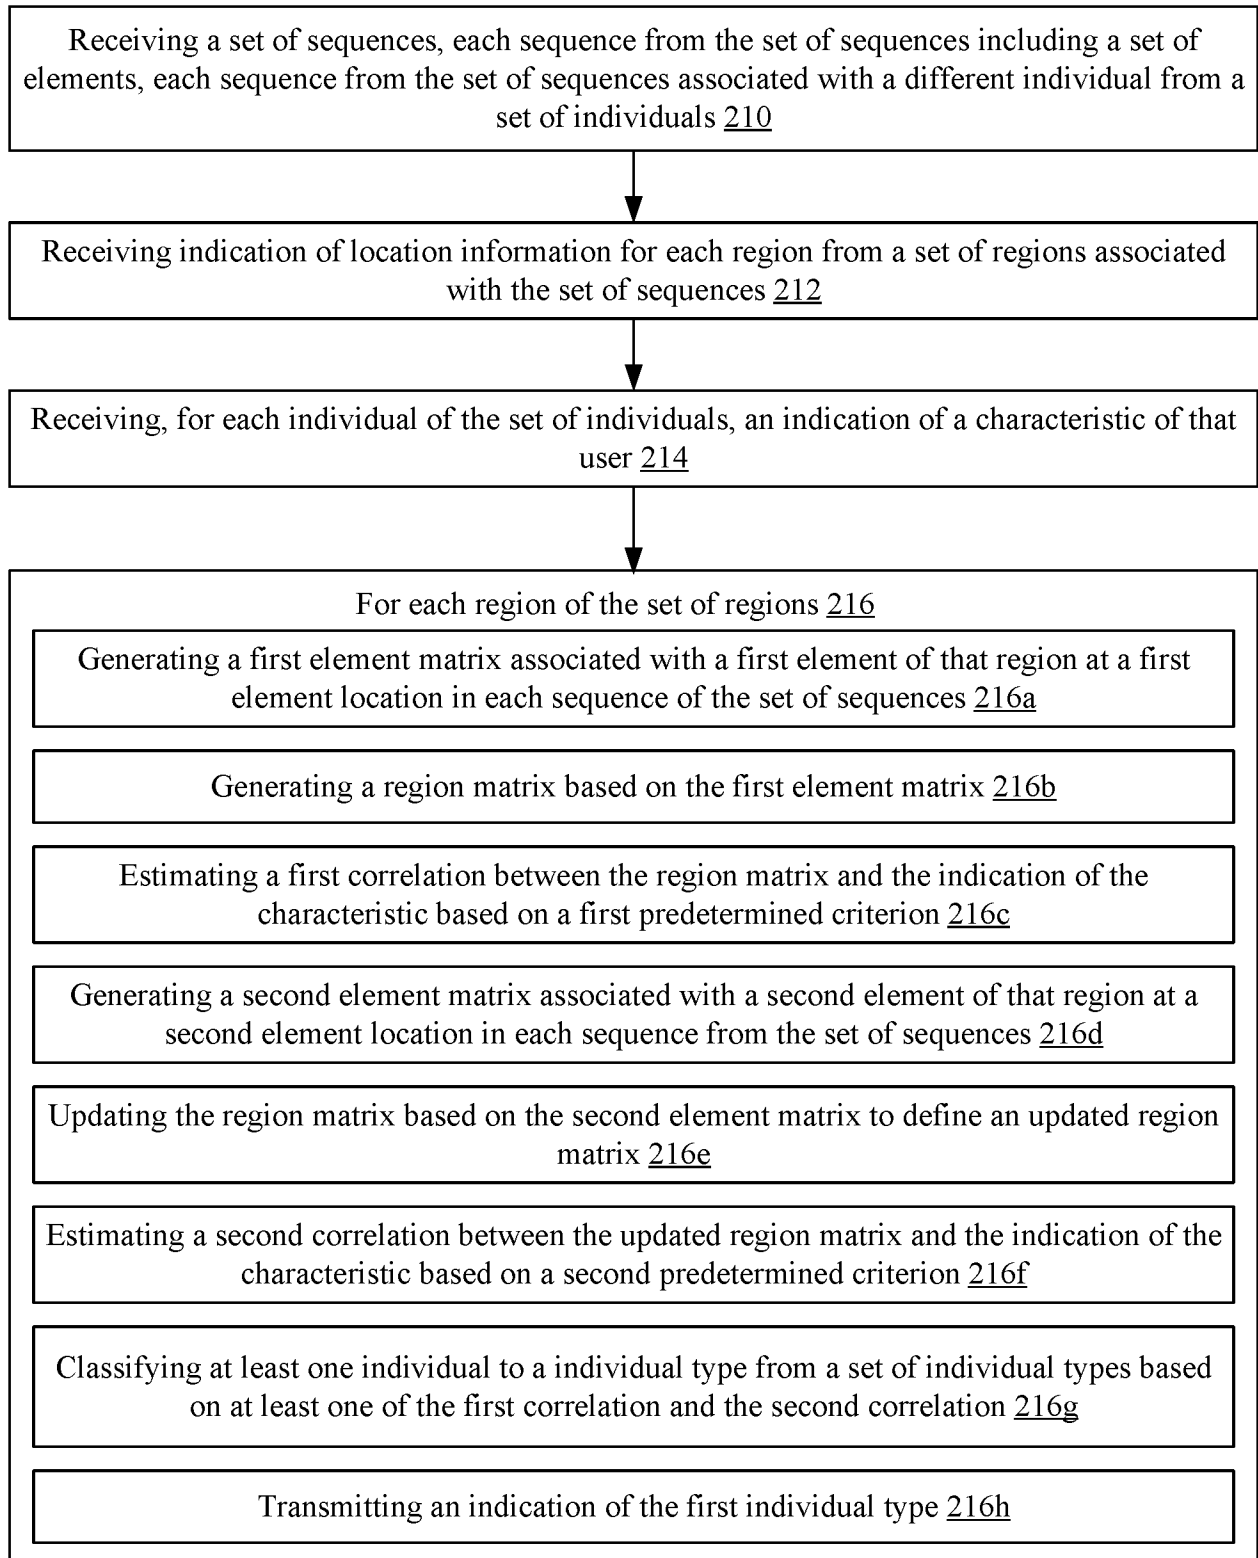 Receiving a set of sequences, each sequence from the set of sequences including a set of
elements, each sequence from the set of sequences associated with a different individual from a
set of individuals 210
Receiving indication of location information for each region from a set of regions associated
with the set of sequences 212
Receiving, for each individual of the set of individuals, an indication of a characteristic of that
user 214
For each region of the set of regions 216
Generating a first element matrix associated with a first element of that region at a first
element location in each sequence of the set of sequences 216a
Generating a region matrix based on the first element matrix 216b
Estimating a first correlation between the region matrix and the indication of the
characteristic based on a first predetermined criterion 216c
Generating a second element matrix associated with a second element of that region at a
second element location in each sequence from the set of sequences 216d
Updating the region matrix based on the second element matrix to define an updated region
matrix 216e
Estimating a second correlation between the updated region matrix and the indication of the
characteristic based on a second predetermined criterion 216f
Classifying at least one individual to a individual type from a set of individual types based
on at least one of the first correlation and the second correlation 216g
Transmitting an indication of the first individual type 216h